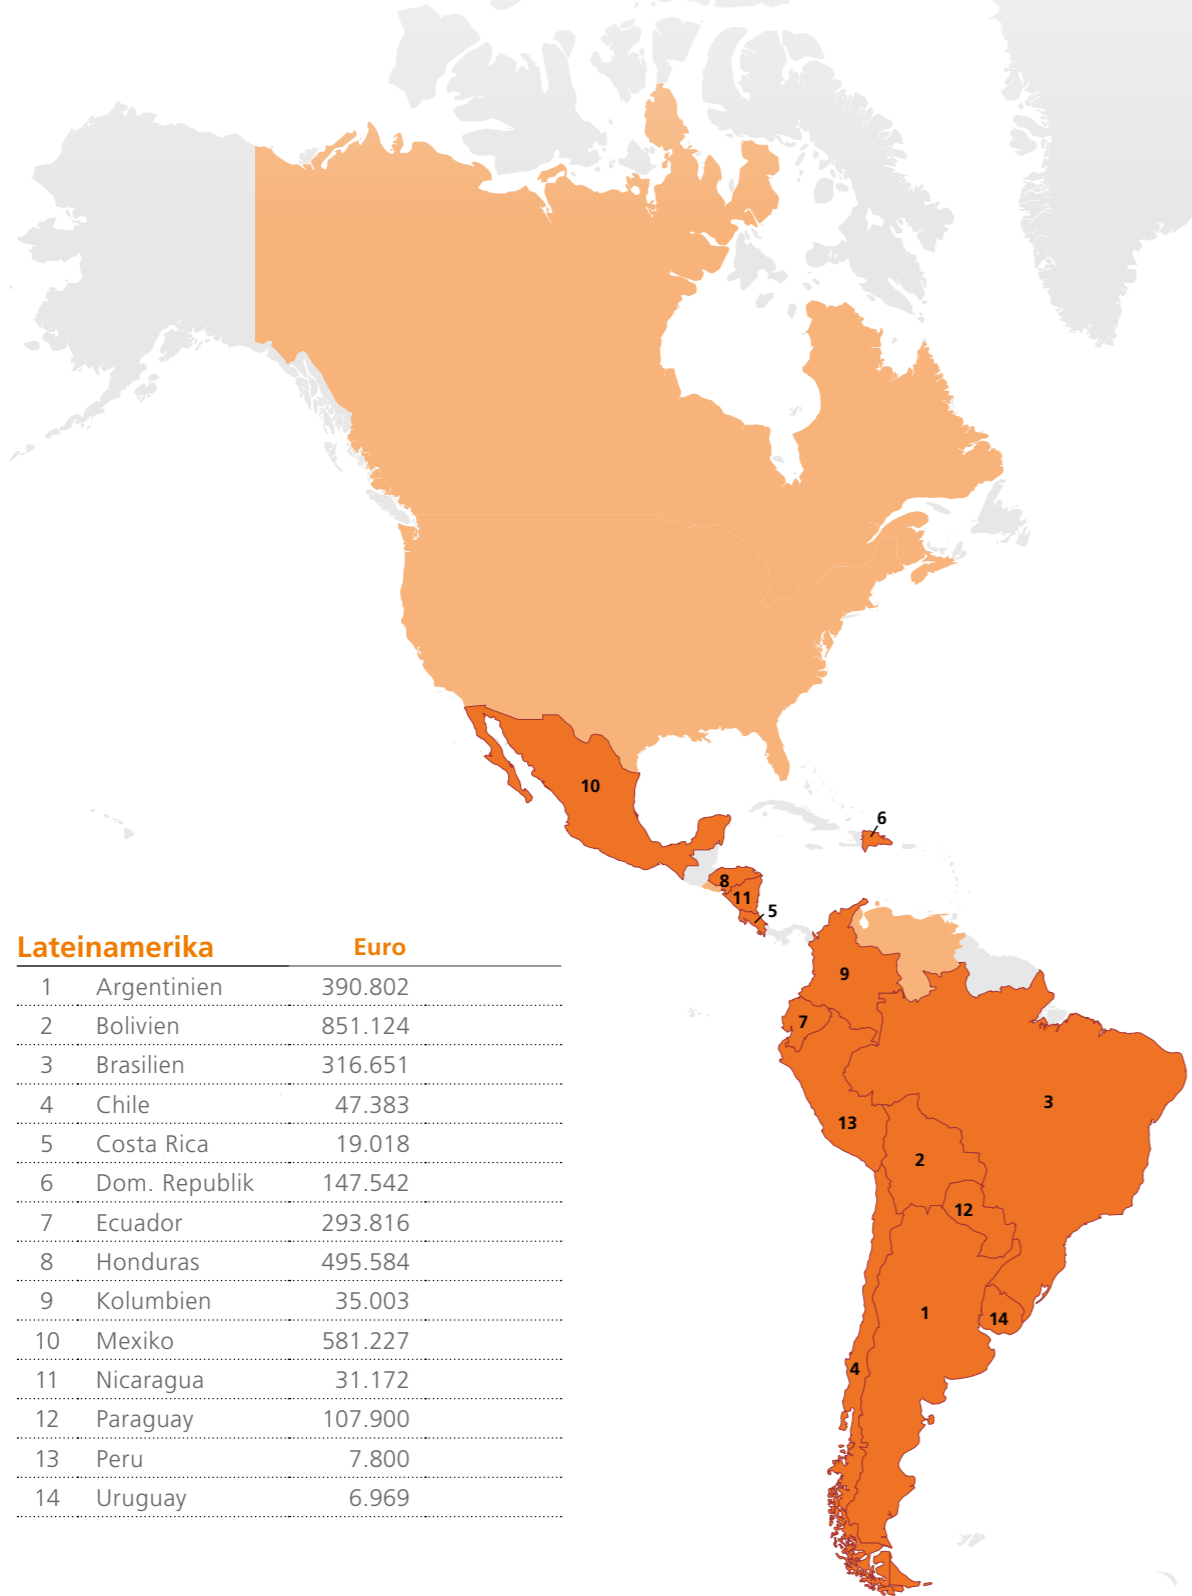 10
6
8
11
5
Lateinamerika Euro
1 Argentinien 390.802
2 Bolivien 851.124
3 Brasilien 316.651
4 Chile 47.383
5 Costa Rica 19.018
6 Dom. Republik 147.542
7 Ecuador 293.816
8 Honduras 495.584
9 Kolumbien 35.003
10 Mexiko 581.227
11 Nicaragua 31.172
12 Paraguay 107.900
13 Peru 7.800
14 Uruguay 6.969
9
7
3
13
2
12
1
14
4